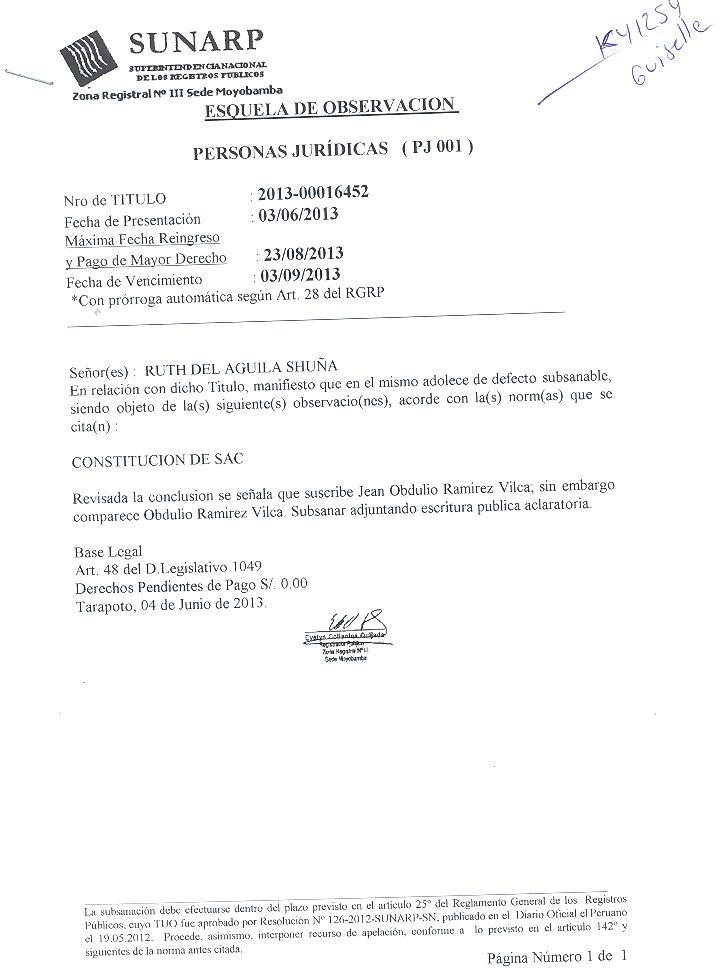 K41254
Guiselle
SUNARP
SUPERINTENDENCIA NACIONAL
DE LOS REGISTROS PUBLICOS
Zona Registral Nº III Sede Moyobamba
ESQUELA DE OBSERVACION
PERSONAS JURÍDICAS ( PJ 001 )
Nro de TITULO : 2013-00016452
Fecha de Presentación : 03/06/2013
Máxima Fecha Reingreso
y Pago de Mayor Derecho : 23/08/2013
Fecha de Vencimiento : 03/09/2013
*Con prórroga automática según Art. 28 del RGRP
Señor(es) : RUTH DEL AGUILA SHUÑA
En relación con dicho Titulo, manifiesto que en el mismo adolece de defecto subsanable,
siendo objeto de la(s) siguiente(s) observacio(nes), acorde con la(s) norm(as) que se
cita(n) :
CONSTITUCION DE SAC
Revisada la conclusion se señala que suscribe Jean Obdulio Ramirez Vilca; sin embargo
comparece Obdulio Ramirez Vilca. Subsanar adjuntando escritura publica aclaratoria.
Base Legal
Art. 48 del D.Legislativo 1049
Derechos Pendientes de Pago S/. 0.00
Tarapoto, 04 de Junio de 2013.
Evelyn Collantes Quijada
Registrador Público
Zona Registral Nº III
Sede Moyobamba
La subsanación debe efectuarse dentro del plazo previsto en el artículo 25° del Reglamento General de los Registros
Públicos, cuyo TUO fue aprobado por Resolución N° 126-2012-SUNARP-SN, publicado en el Diario Oficial el Peruano
el 19.05.2012. Procede, asimismo, interponer recurso de apelación, conforme a lo previsto en el artículo 142° y
siguientes de la norma antes citada.
Página Número 1 de 1